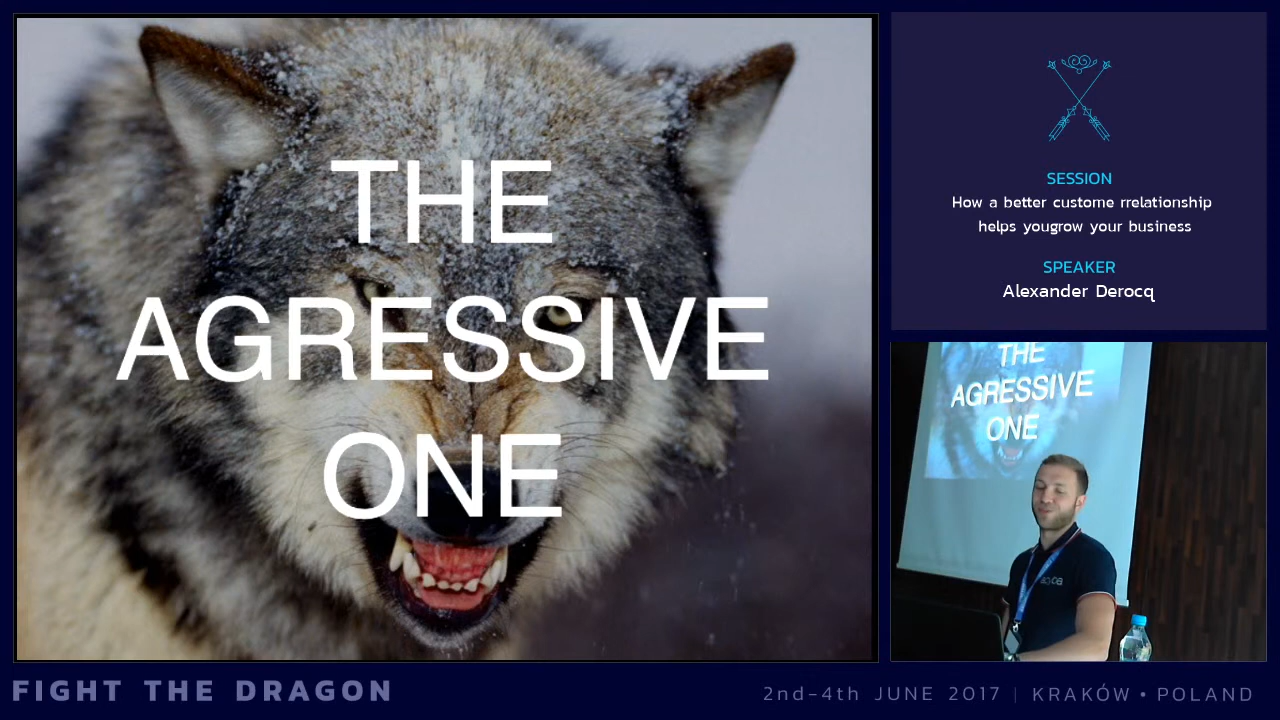 THE
AGRESSIVE
ONE
SESSION
How a better custome rrelationship
helps yougrow your business
SPEAKER
Alexander Derocq
THE
AGRESSIVE
ONE
FIGHT THE DRAGON
2nd-4th JUNE 2017 | KRAKÓW • POLAND